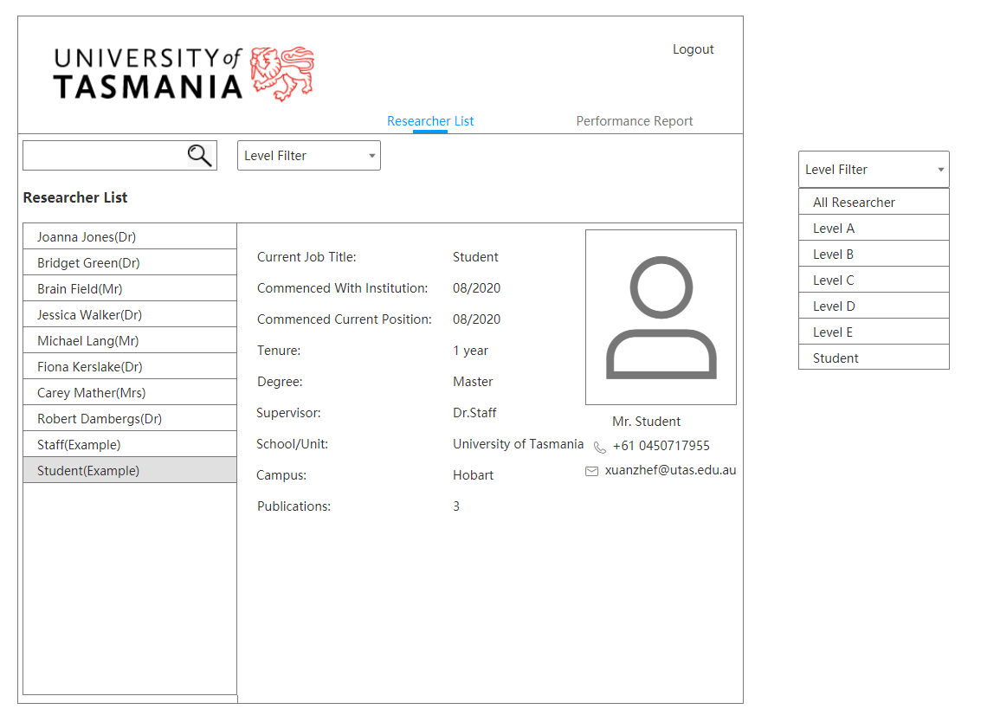 UNIVERSITY of
TASMANIA
Logout
Researcher List
Performance Report
Level Filter
Researcher List
Joanna Jones(Dr)
Bridget Green(Dr)
Brain Field(Mr)
Jessica Walker(Dr)
Michael Lang(Mr)
Fiona Kerslake(Dr)
Carey Mather(Mrs)
Robert Dambergs(Dr)
Staff(Example)
Student(Example)
Current Job Title: Student
Commenced With Institution: 08/2020
Commenced Current Position: 08/2020
Tenure: 1 year
Degree: Master
Supervisor: Dr.Staff
School/Unit: University of Tasmania
Campus: Hobart
Publications: 3
Mr. Student
+61 0450717955
xuanzhef@utas.edu.au
Level Filter
All Researcher
Level A
Level B
Level C
Level D
Level E
Student